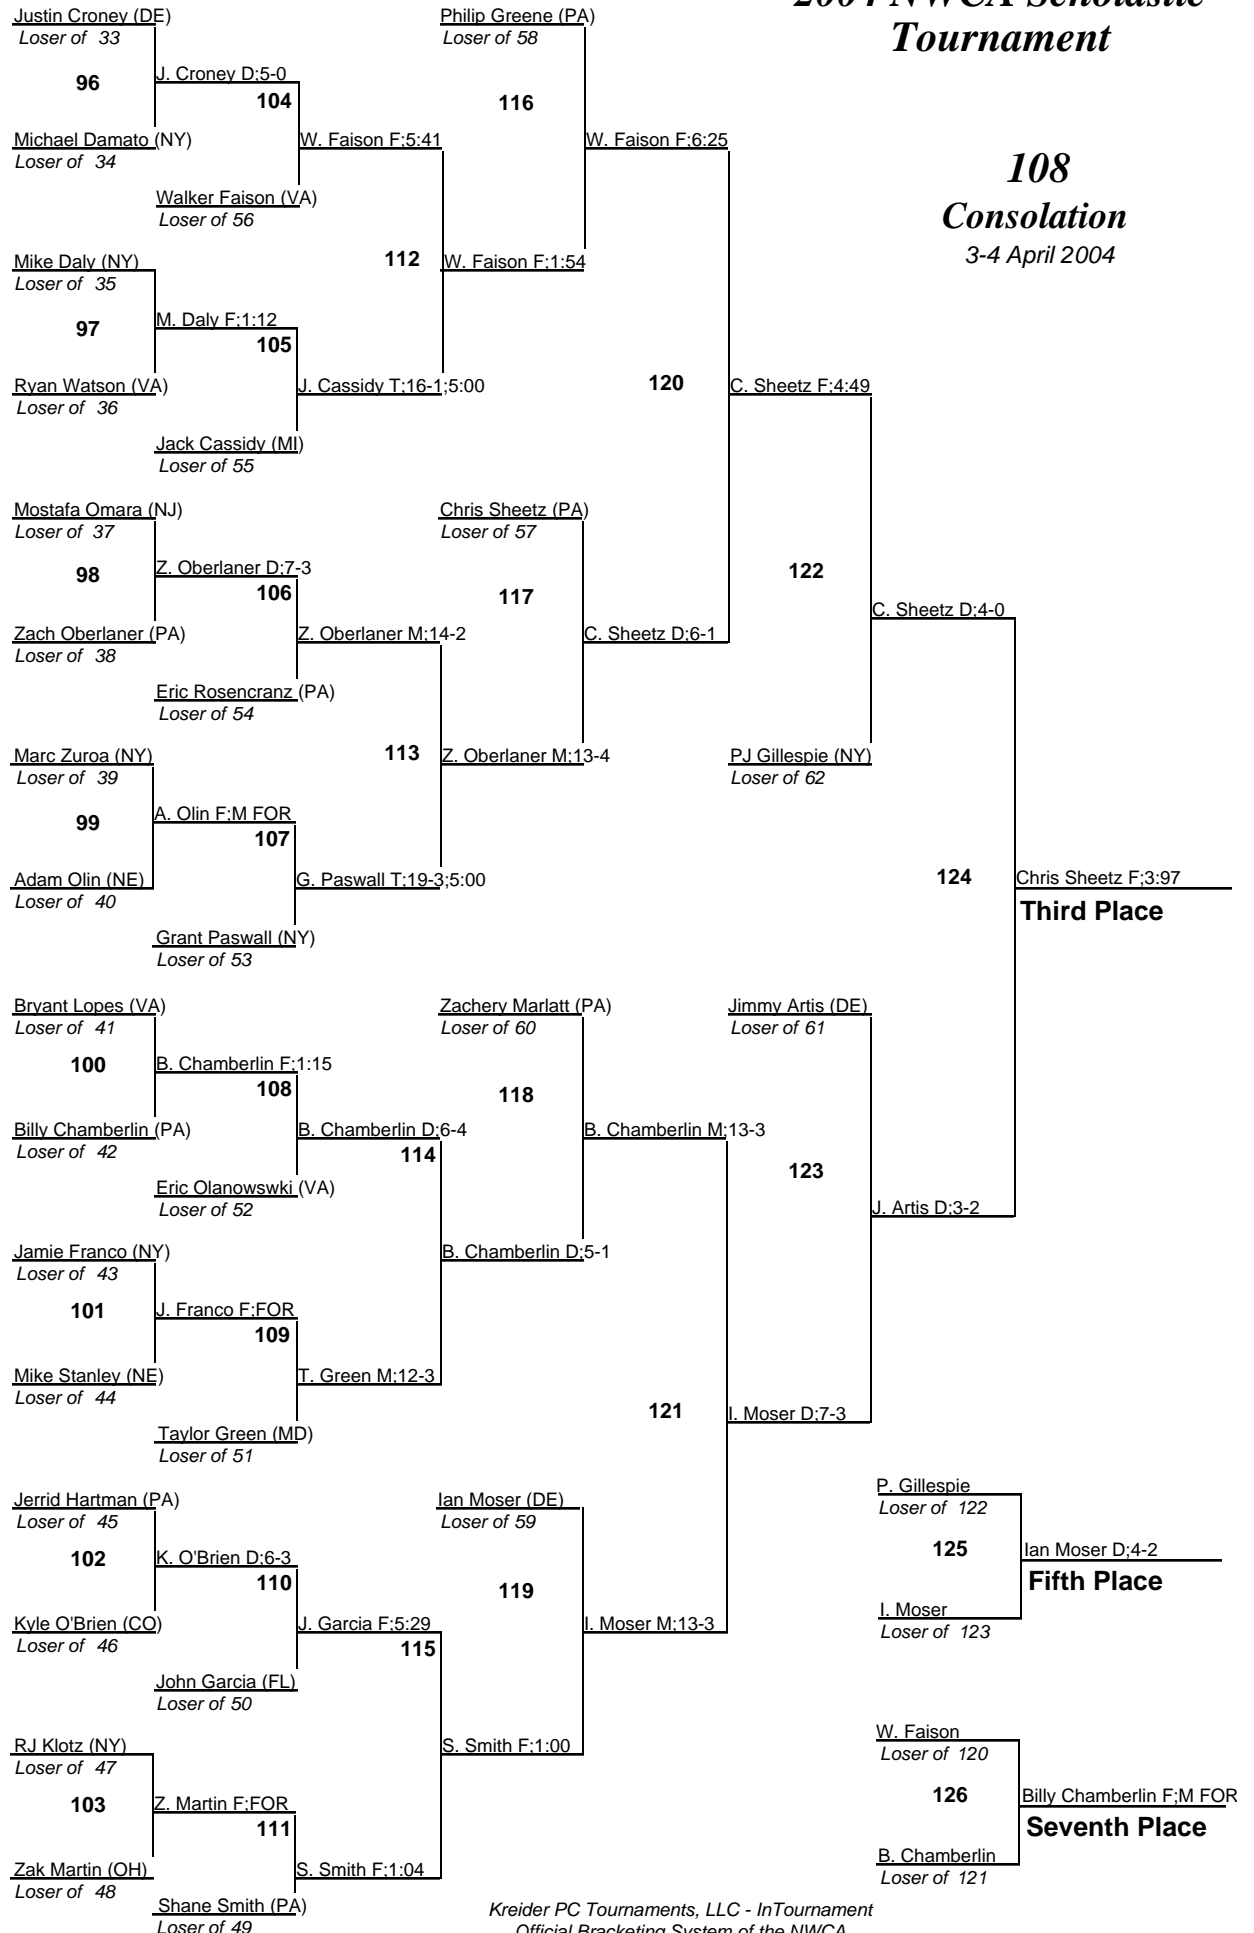 2004 NWCA Scholastic
Tournament
108
Consolation
3-4 April 2004
Justin Croney (DE)
Loser of 33
96
J. Croney D;5-0
104
Michael Damato (NY)
Loser of 34
W. Faison F;5:41
Walker Faison (VA)
Loser of 56
Mike Daly (NY)
Loser of 35
112
W. Faison F;1:54
97
M. Daly F;1:12
105
Ryan Watson (VA)
Loser of 36
J. Cassidy T;16-1;5:00
Jack Cassidy (MI)
Loser of 55
Mostafa Omara (NJ)
Loser of 37
98
Z. Oberlaner D;7-3
106
Zach Oberlaner (PA)
Loser of 38
Z. Oberlaner M;14-2
Eric Rosencranz (PA)
Loser of 54
Marc Zuroa (NY)
Loser of 39
113
Z. Oberlaner M;13-4
99
A. Olin F;M FOR
107
Adam Olin (NE)
Loser of 40
G. Paswall T;19-3;5:00
Grant Paswall (NY)
Loser of 53
Bryant Lopes (VA)
Loser of 41
100
B. Chamberlin F;1:15
108
Billy Chamberlin (PA)
Loser of 42
B. Chamberlin D;6-4
114
Eric Olanowswki (VA)
Loser of 52
Jamie Franco (NY)
Loser of 43
B. Chamberlin D;5-1
101
J. Franco F;FOR
109
Mike Stanley (NE)
Loser of 44
T. Green M;12-3
Taylor Green (MD)
Loser of 51
Jerrid Hartman (PA)
Loser of 45
102
K. O'Brien D;6-3
110
Kyle O'Brien (CO)
Loser of 46
J. Garcia F;5:29
115
John Garcia (FL)
Loser of 50
RJ Klotz (NY)
Loser of 47
S. Smith F;1:00
103
Z. Martin F;FOR
111
Zak Martin (OH)
Loser of 48
S. Smith F;1:04
Shane Smith (PA)
Loser of 49
Philip Greene (PA)
Loser of 58
116
W. Faison F;6:25
120
C. Sheetz F;4:49
Chris Sheetz (PA)
Loser of 57
117
C. Sheetz D;6-1
122
C. Sheetz D;4-0
PJ Gillespie (NY)
Loser of 62
124
Chris Sheetz F;3:97
Third Place
Zachery Marlatt (PA)
Loser of 60
118
B. Chamberlin M;13-3
Jimmy Artis (DE)
Loser of 61
123
J. Artis D;3-2
121
I. Moser D;7-3
Ian Moser (DE)
Loser of 59
119
I. Moser M;13-3
P. Gillespie
Loser of 122
125
Ian Moser D;4-2
Fifth Place
I. Moser
Loser of 123
W. Faison
Loser of 120
126
Billy Chamberlin F;M FOR
Seventh Place
B. Chamberlin
Loser of 121
Kreider PC Tournaments, LLC - InTournament
Official Bracketing System of the NWCA